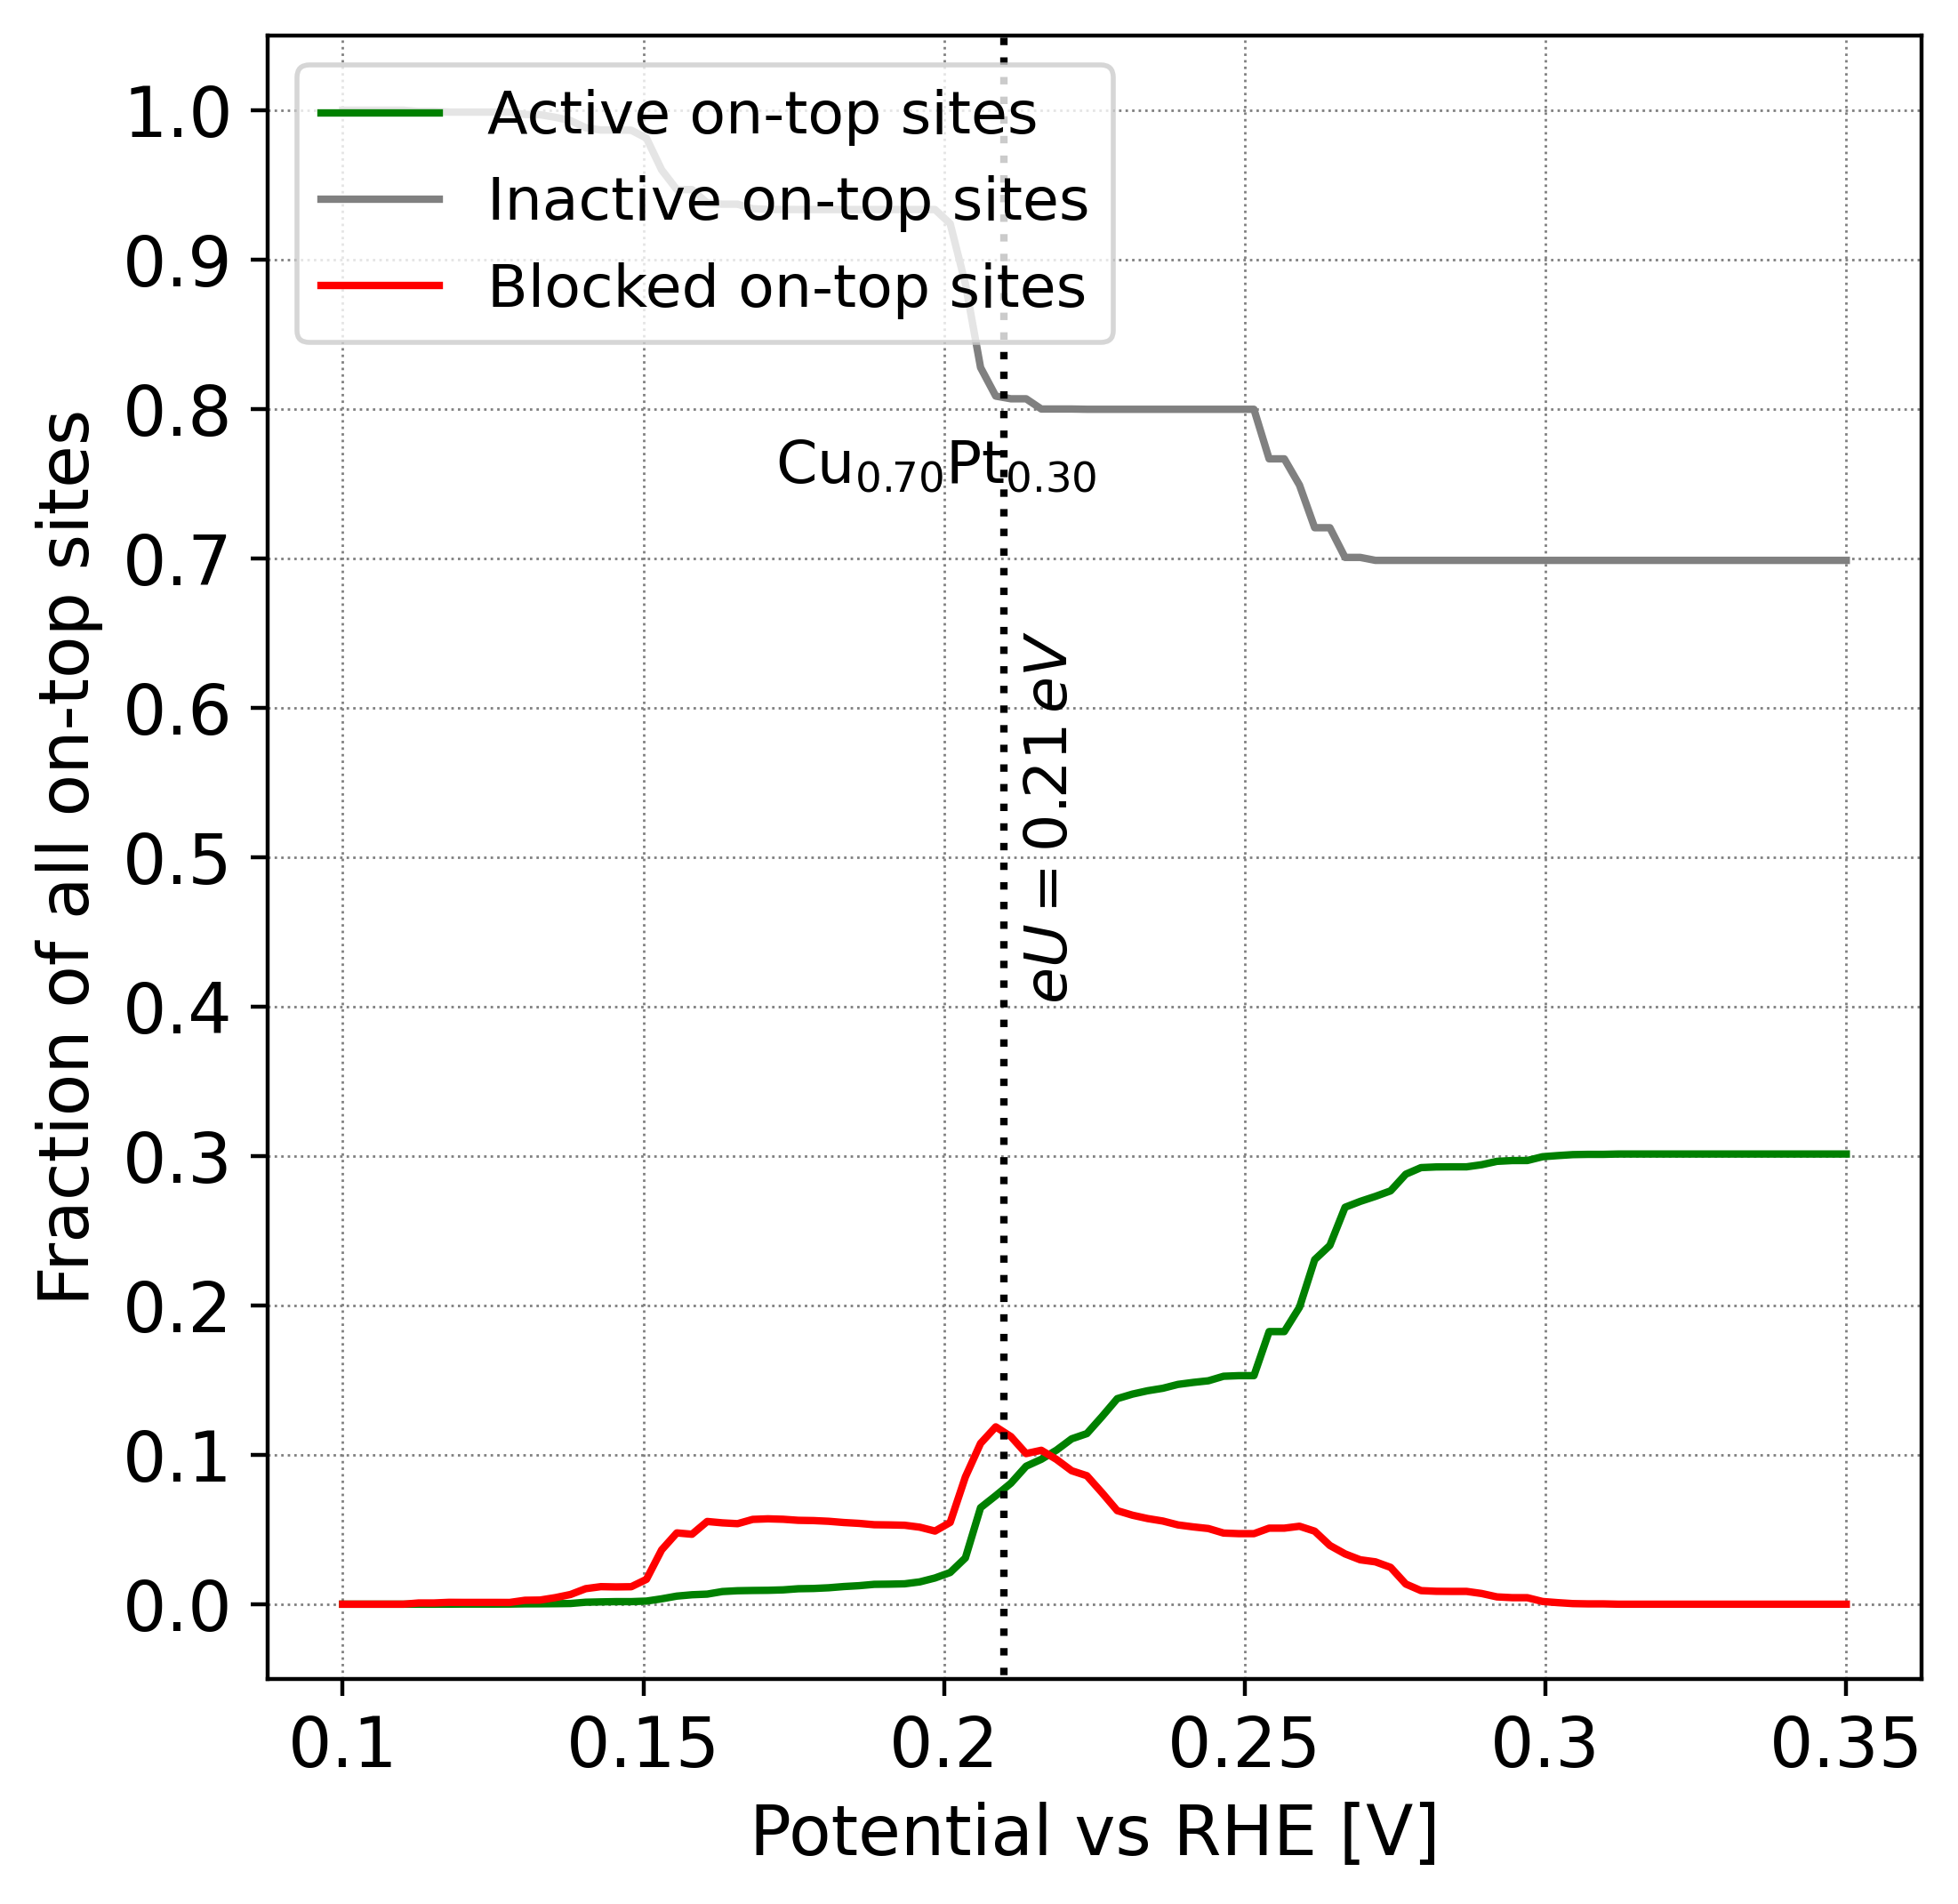 Active on-top sites
Inactive on-top sites
Blocked on-top sites
Cu₀.₇₀Pt₀.₃₀
eU = 0.21 eV
Fraction of all on-top sites
1.0
0.9
0.8
0.7
0.6
0.5
0.4
0.3
0.2
0.1
0.0
0.1 0.15 0.2 0.25 0.3 0.35
Potential vs RHE [V]